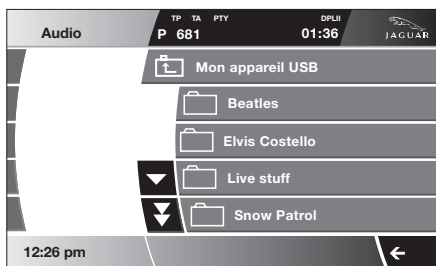 Audio
TP TA PTY DPLII
P 681 01:36
JAGUAR
Mon appareil USB
Beatles
Elvis Costello
Live stuff
Snow Patrol
12:26 pm